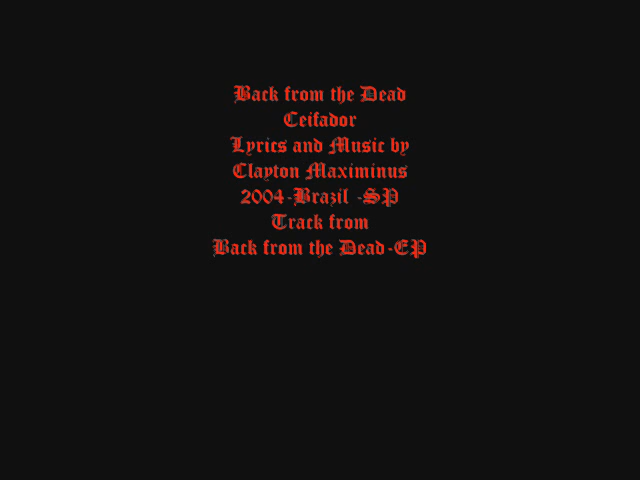 Back from the Dead
Ceifador
Lyrics and Music by
Clayton Maximinus
2004-Brazil -SP
Track from
Back from the Dead-EP